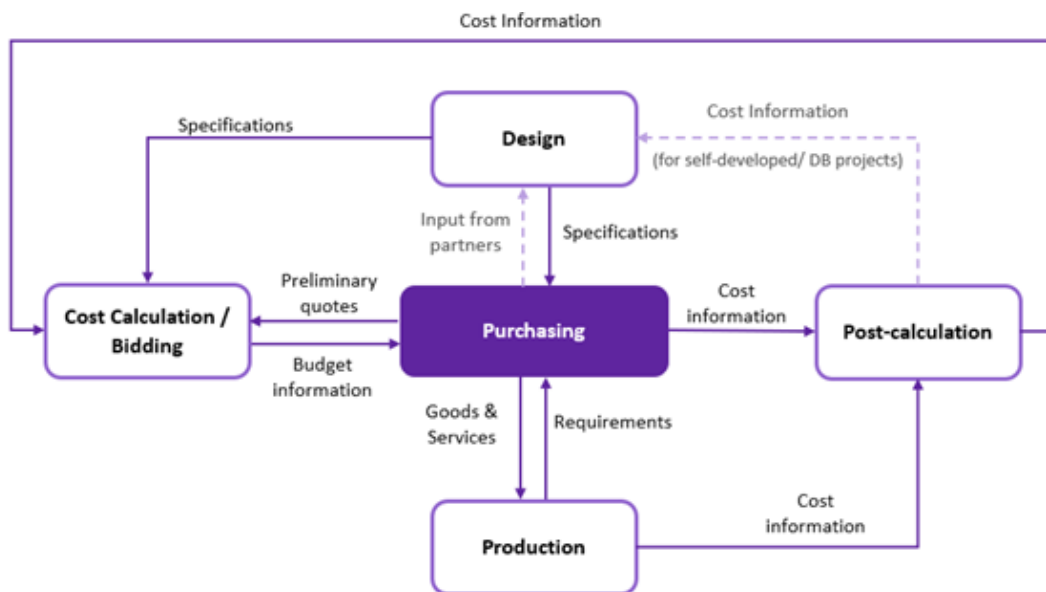 Cost Information
Design
Specifications
Cost Information
(for self-developed/ DB projects)
Input from
partners
Specifications
Preliminary
quotes
Cost Calculation /
Bidding
Purchasing
Cost
information
Post-calculation
Budget
information
Goods &
Services
Requirements
Production
Cost
information